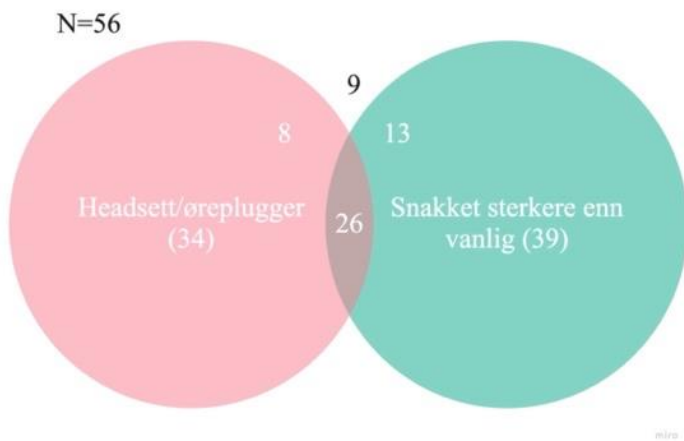 N=56
9
8
13
Headsett/øreplugger
(34)
26
Snakket sterkere enn
vanlig (39)
miro